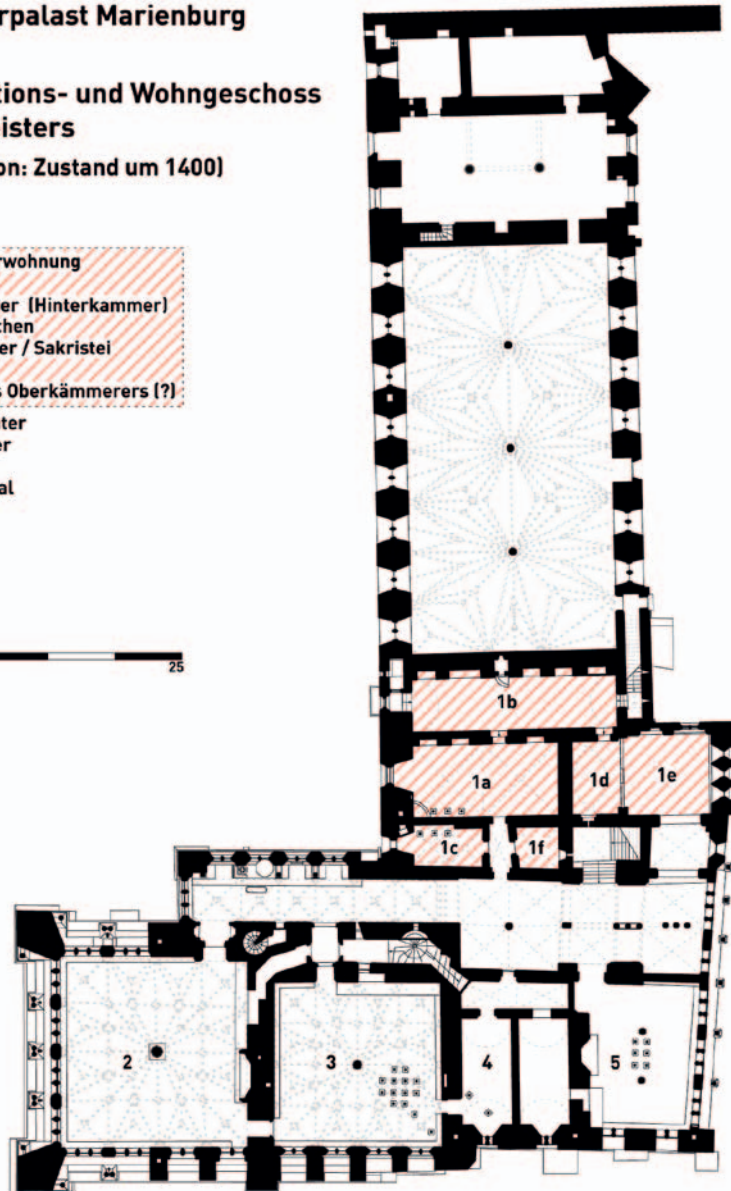 rpalast Marienburg
tions- und Wohngeschoss
eisters
on: Zustand um 1400)
rwohnung
er (Hinterkammer)
chen
er / Sakristei
s Oberkämmerers (?)
ter
er
al
25
1b
1a
1d
1e
1c
1f
2
3
4
5